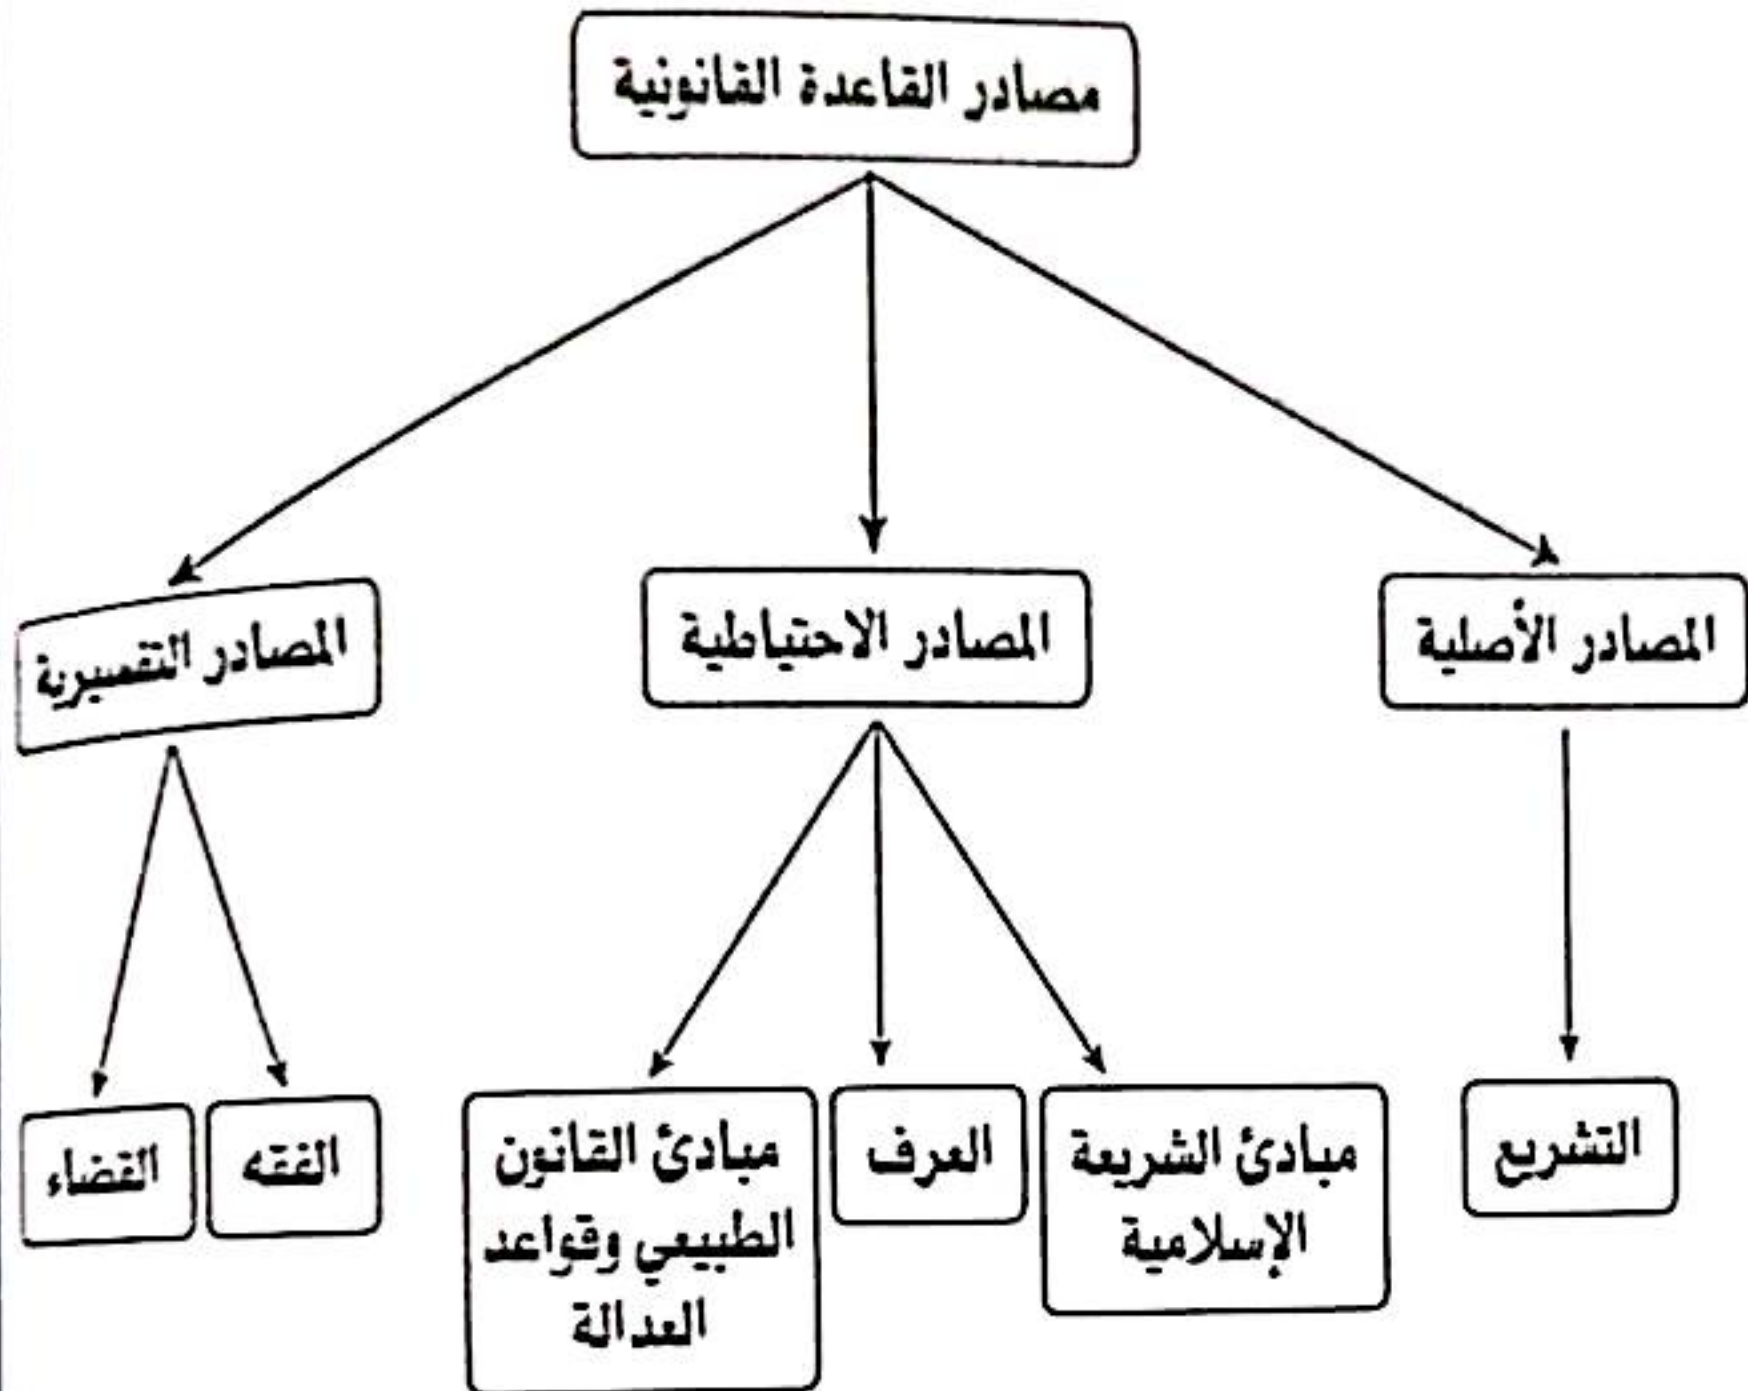 مصادر القاعدة القانونية
المصادر الأصلية
المصادر الاحتياطية
المصادر التفسيرية
التشريع
مبادئ الشريعة
الإسلامية
العرف
مبادئ القانون
الطبيعي وقواعد
العدالة
الفقه
القضاء